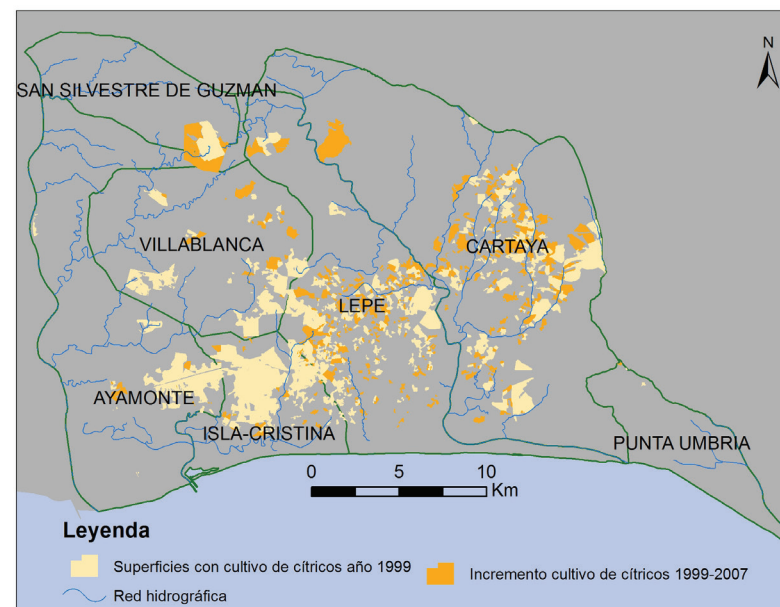 N
SAN SILVESTRE DE GUZMAN
VILLABLANCA
CARTAYA
LEPE
AYAMONTE
ISLA-CRISTINA
PUNTA UMBRIA
0 5 10
Km
Leyenda
Superficies con cultivo de cítricos año 1999
Incremento cultivo de cítricos 1999-2007
Red hidrográfica